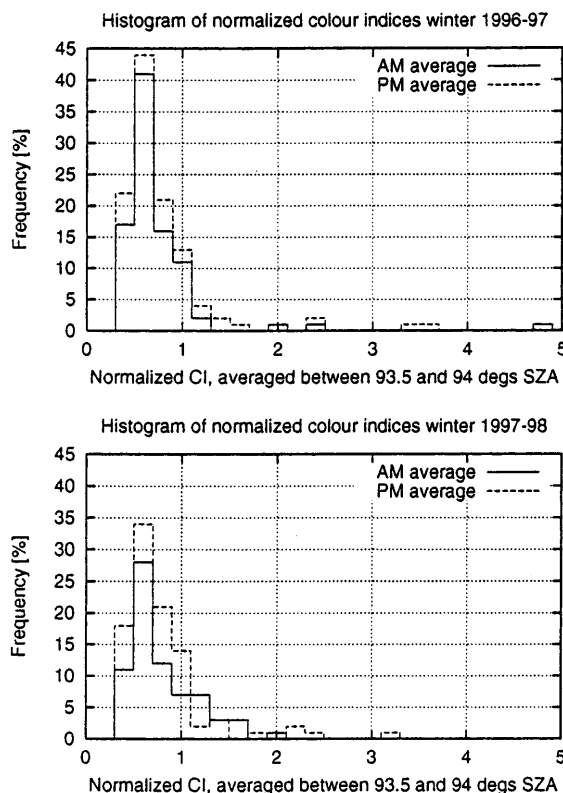 Histogram of normalized colour indices winter 1996-97
AM average
PM average
Frequency [%]
45
40
35
30
25
20
15
10
5
0
0 1 2 3 4 5
Normalized CI, averaged between 93.5 and 94 degs SZA
Histogram of normalized colour indices winter 1997-98
AM average
PM average
Frequency [%]
45
40
35
30
25
20
15
10
5
0
0 1 2 3 4 5
Normalized CI, averaged between 93.5 and 94 degs SZA